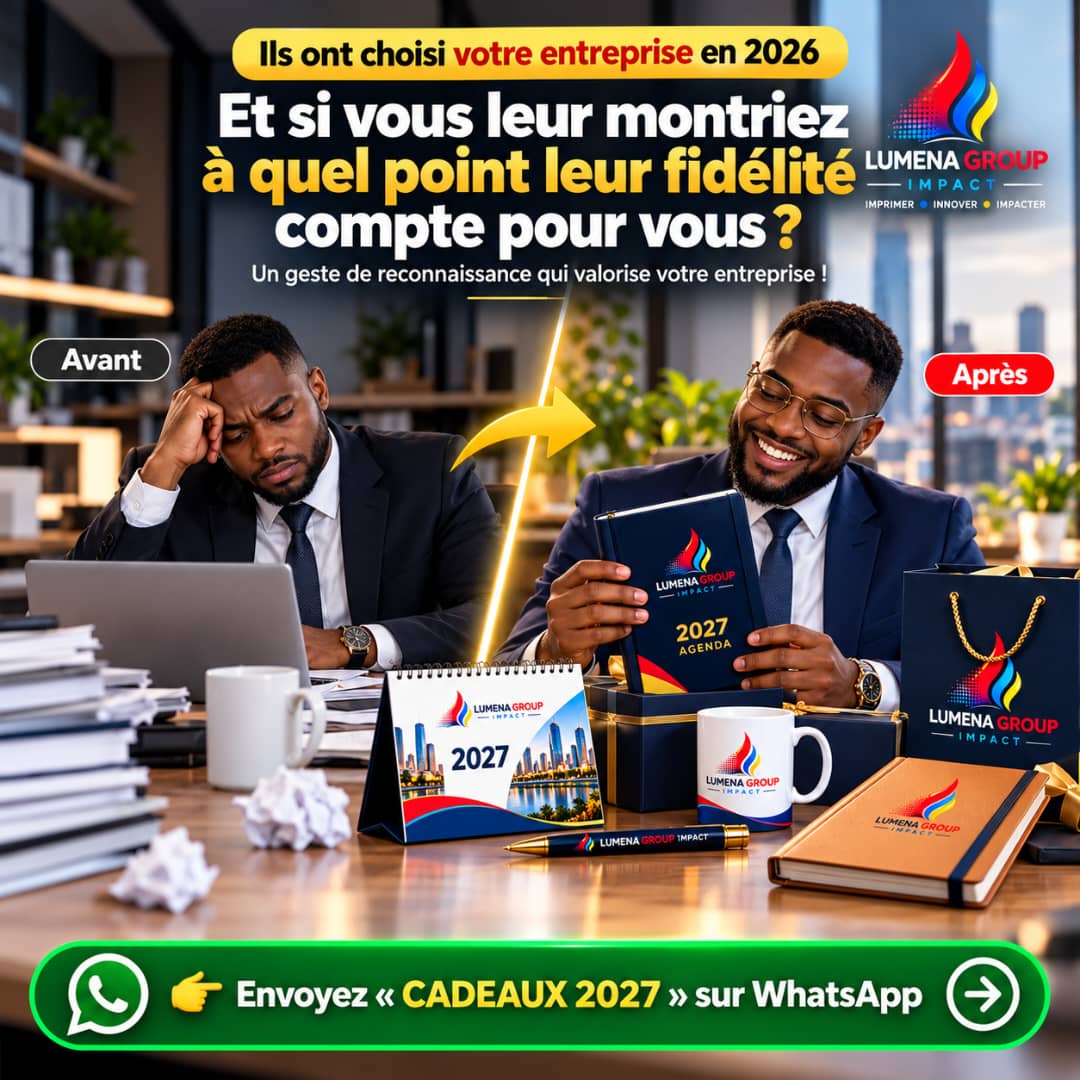 Ils ont choisi votre entreprise en 2026
Et si vous leur montriez
à quel point leur fidélité
compte pour vous ?
Un geste de reconnaissance qui valorise votre entreprise !
LUMENA GROUP
IMPACT
IMPRIMER • INNOVER • IMPACTER
Avant
Après
LUMENA GROUP
IMPACT
2027
AGENDA
LUMENA GROUP
IMPACT
2027
LUMENA GROUP
IMPACT
LUMENA GROUP
IMPACT
LUMENA GROUP IMPACT
LUMENA GROUP
IMPACT
Envoyez « CADEAUX 2027 » sur WhatsApp